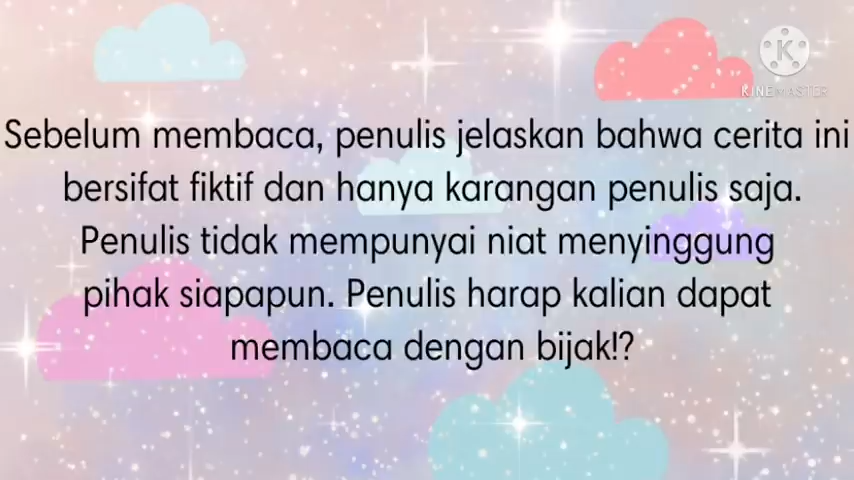 KINEMASTER
Sebelum membaca, penulis jelaskan bahwa cerita ini
bersifat fiktif dan hanya karangan penulis saja.
Penulis tidak mempunyai niat menyinggung
pihak siapapun. Penulis harap kalian dapat
membaca dengan bijak!?